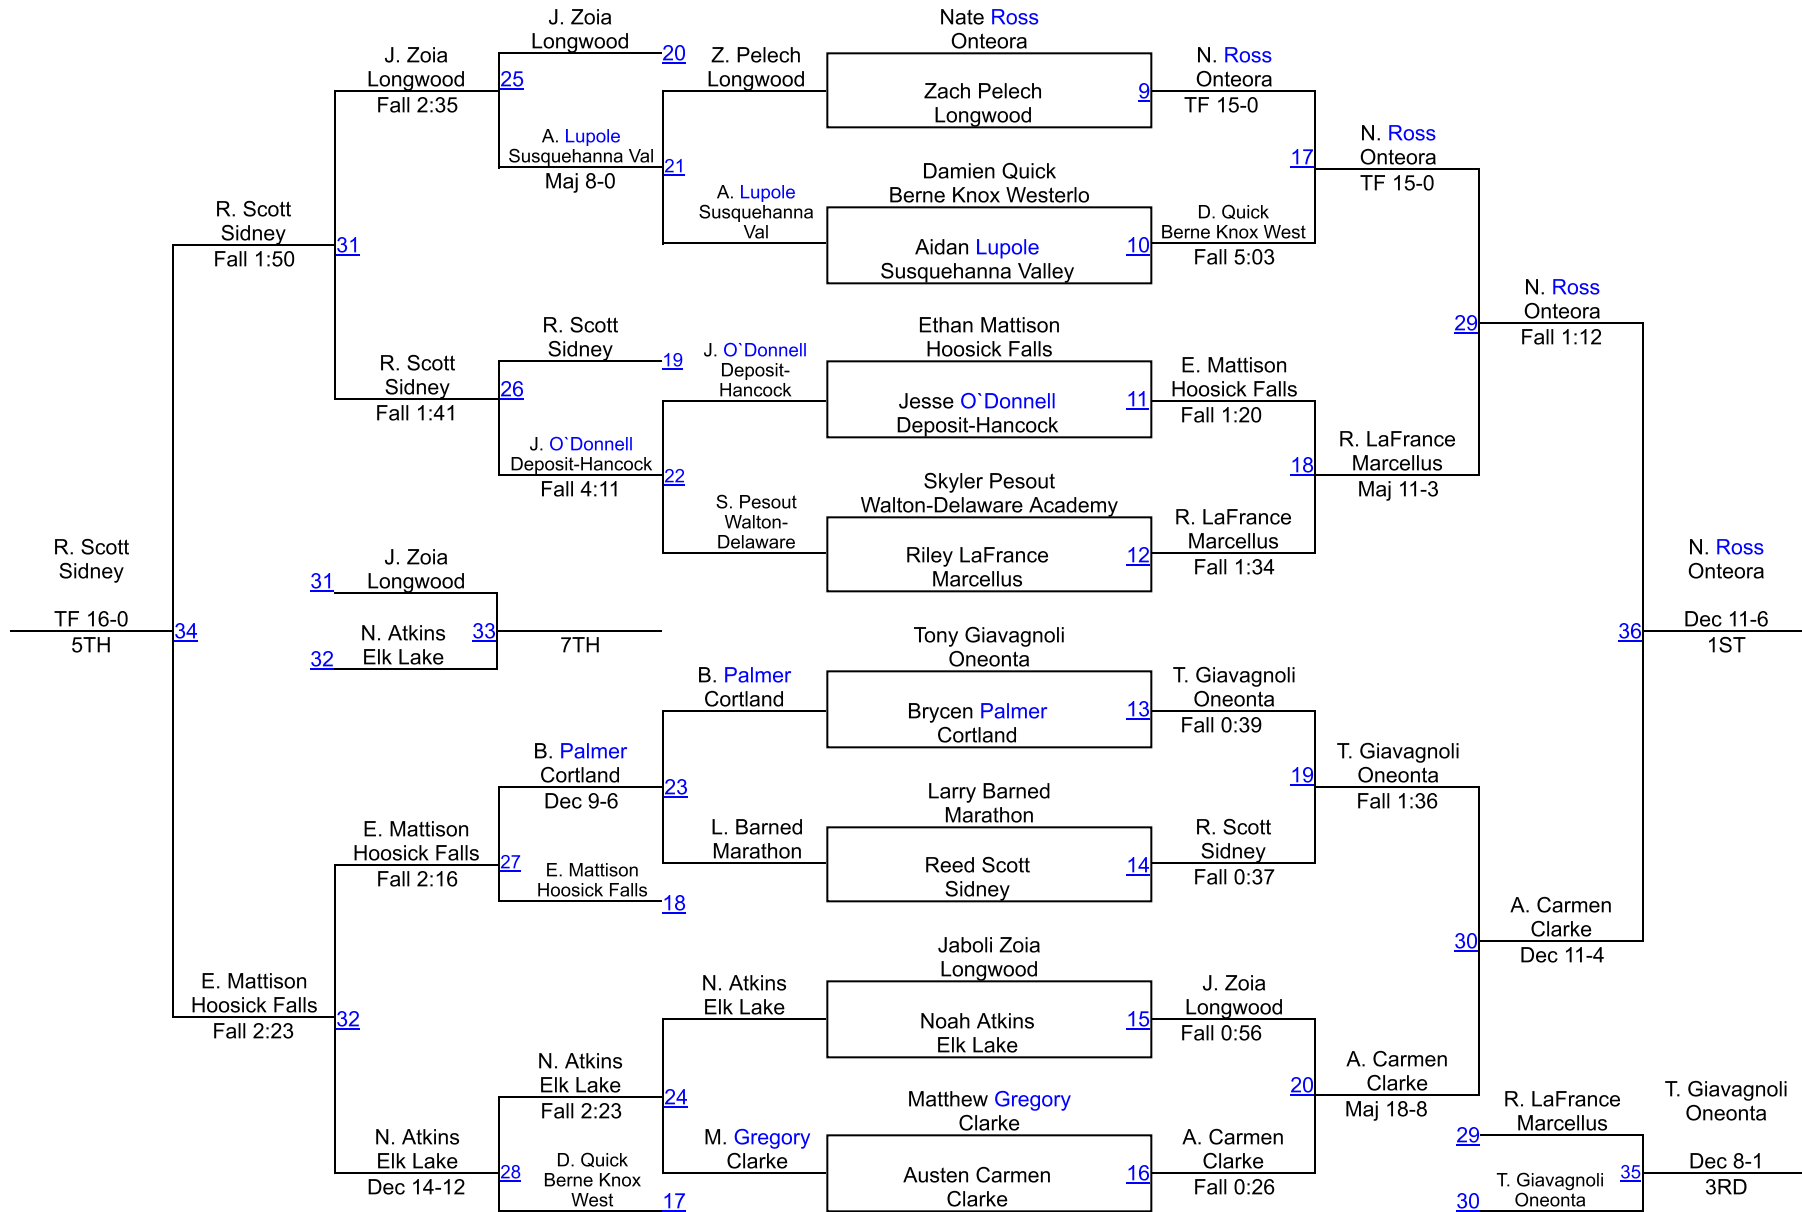 J. Zoia
Longwood
20
J. Zoia
Longwood
Fall 2:35
25
A. Lupole
Susquehanna Val
Maj 8-0
21
Z. Pelech
Longwood
A. Lupole
Susquehanna
Val
R. Scott
Sidney
Fall 1:50
31
R. Scott
Sidney
19
R. Scott
Sidney
Fall 1:41
26
J. O`Donnell
Deposit-Hancock
Fall 4:11
22
J. O`Donnell
Deposit-
Hancock
S. Pesout
Walton-
Delaware
R. Scott
Sidney
TF 16-0
5TH
34
31
J. Zoia
Longwood
32
N. Atkins
Elk Lake
33
7TH
B. Palmer
Cortland
B. Palmer
Cortland
Dec 9-6
23
L. Barned
Marathon
E. Mattison
Hoosick Falls
Fall 2:16
27
E. Mattison
Hoosick Falls
18
E. Mattison
Hoosick Falls
Fall 2:23
32
N. Atkins
Elk Lake
N. Atkins
Elk Lake
Fall 2:23
24
M. Gregory
Clarke
N. Atkins
Elk Lake
Dec 14-12
28
D. Quick
Berne Knox
West
17
Nate Ross
Onteora
Zach Pelech
Longwood
9
Damien Quick
Berne Knox Westerlo
Aidan Lupole
Susquehanna Valley
10
Ethan Mattison
Hoosick Falls
Jesse O`Donnell
Deposit-Hancock
11
Skyler Pesout
Walton-Delaware Academy
Riley LaFrance
Marcellus
12
Tony Giavagnoli
Oneonta
Brycen Palmer
Cortland
13
Larry Barned
Marathon
Reed Scott
Sidney
14
Jaboli Zoia
Longwood
Noah Atkins
Elk Lake
15
Matthew Gregory
Clarke
Austen Carmen
Clarke
16
N. Ross
Onteora
TF 15-0
17
D. Quick
Berne Knox West
Fall 5:03
N. Ross
Onteora
TF 15-0
E. Mattison
Hoosick Falls
Fall 1:20
18
R. LaFrance
Marcellus
Fall 1:34
R. LaFrance
Marcellus
Maj 11-3
29
N. Ross
Onteora
Fall 1:12
T. Giavagnoli
Oneonta
Fall 0:39
19
R. Scott
Sidney
Fall 0:37
T. Giavagnoli
Oneonta
Fall 1:36
J. Zoia
Longwood
Fall 0:56
20
A. Carmen
Clarke
Fall 0:26
A. Carmen
Clarke
Maj 18-8
30
A. Carmen
Clarke
Dec 11-4
36
N. Ross
Onteora
Dec 11-6
1ST
R. LaFrance
Marcellus
29
T. Giavagnoli
Oneonta
30
35
T. Giavagnoli
Oneonta
Dec 8-1
3RD